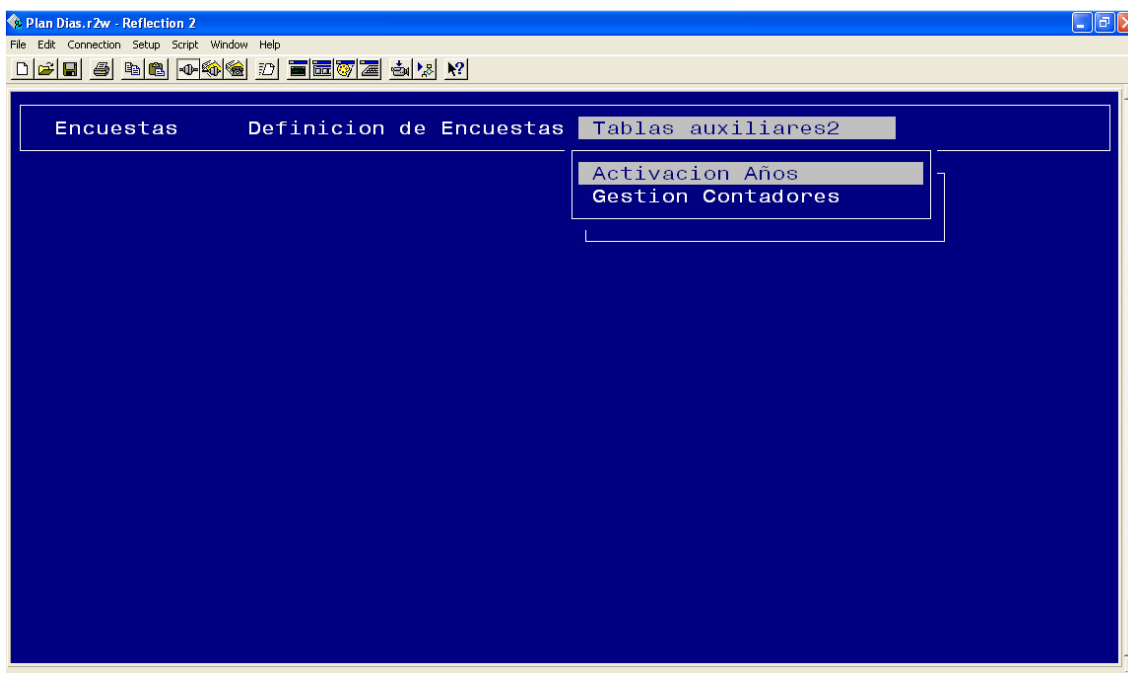 Plan Dias.r2w - Reflection 2
File Edit Connection Setup Script Window Help
Encuestas Definicion de Encuestas Tablas auxiliares2
Activacion Años
Gestion Contadores